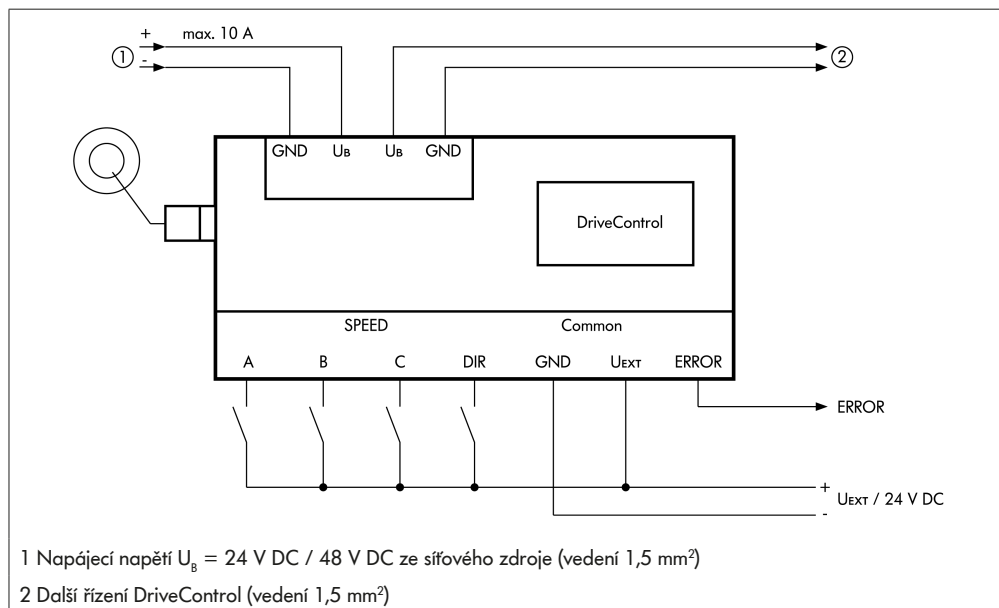 + max. 10 A
① - ②
GND UB UB GND
DriveControl
SPEED Common
A B C DIR GND UEXT ERROR
ERROR
+
UEXT / 24 V DC
-
1 Napájecí napětí UB = 24 V DC / 48 V DC ze síťového zdroje (vedení 1,5 mm²)
2 Další řízení DriveControl (vedení 1,5 mm²)